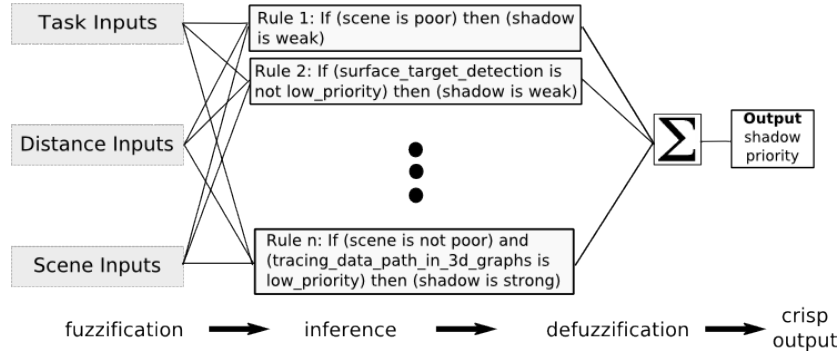 Task Inputs
Distance Inputs
Scene Inputs
Rule 1: If (scene is poor) then (shadow
is weak)
Rule 2: If (surface_target_detection is
not low_priority) then (shadow is weak)
Rule n: If (scene is not poor) and
(tracing_data_path_in_3d_graphs is
low_priority) then (shadow is strong)
Σ
Output
shadow
priority
fuzzification
inference
defuzzification
crisp
output